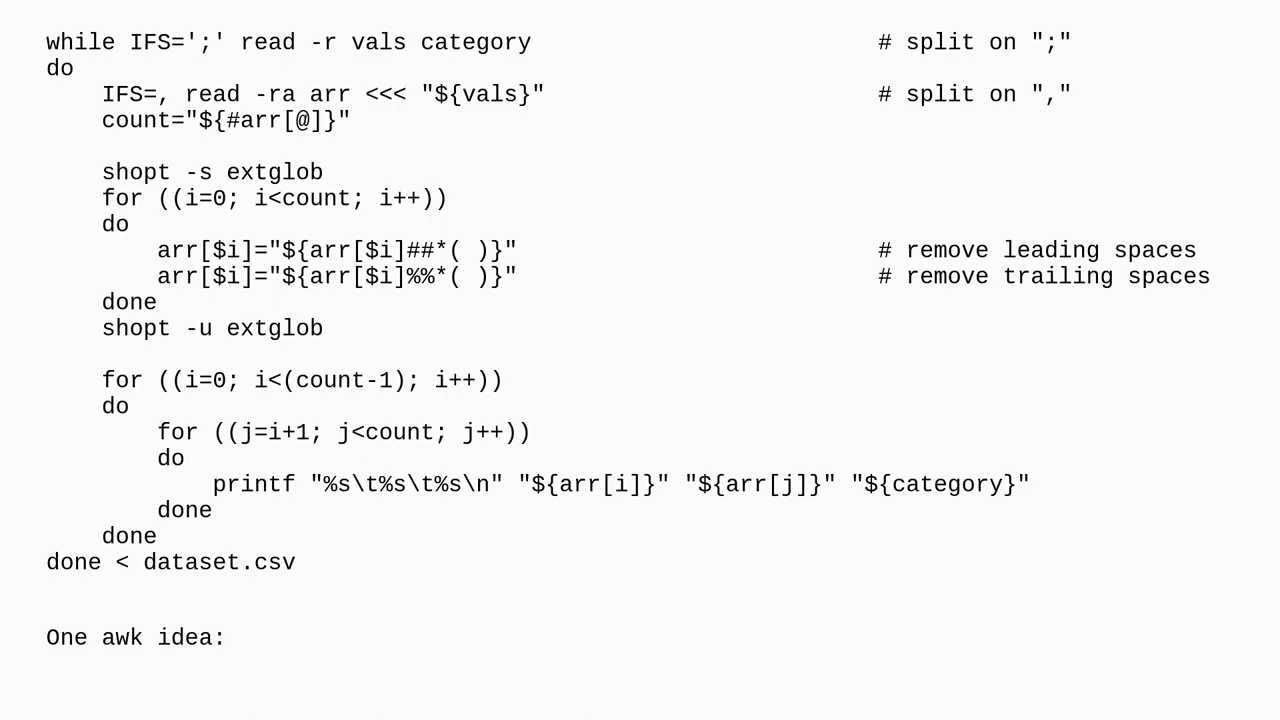 while IFS=';' read -r vals category                         # split on ";"
do
    IFS=, read -ra arr <<< "${vals}"                        # split on ","
    count="${#arr[@]}"

    shopt -s extglob
    for ((i=0; i<count; i++))
    do
        arr[$i]="${arr[$i]##*( )}"                          # remove leading spaces
        arr[$i]="${arr[$i]%%*( )}"                          # remove trailing spaces
    done
    shopt -u extglob

    for ((i=0; i<(count-1); i++))
    do
        for ((j=i+1; j<count; j++))
        do
            printf "%s\t%s\t%s\n" "${arr[i]}" "${arr[j]}" "${category}"
        done
    done
done < dataset.csv

One awk idea: